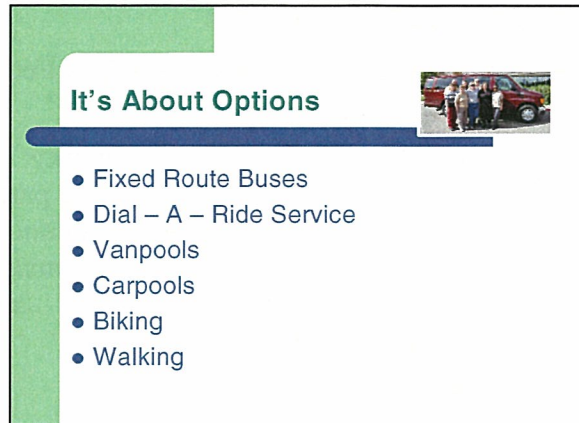 It's About Options
• Fixed Route Buses
• Dial – A – Ride Service
• Vanpools
• Carpools
• Biking
• Walking